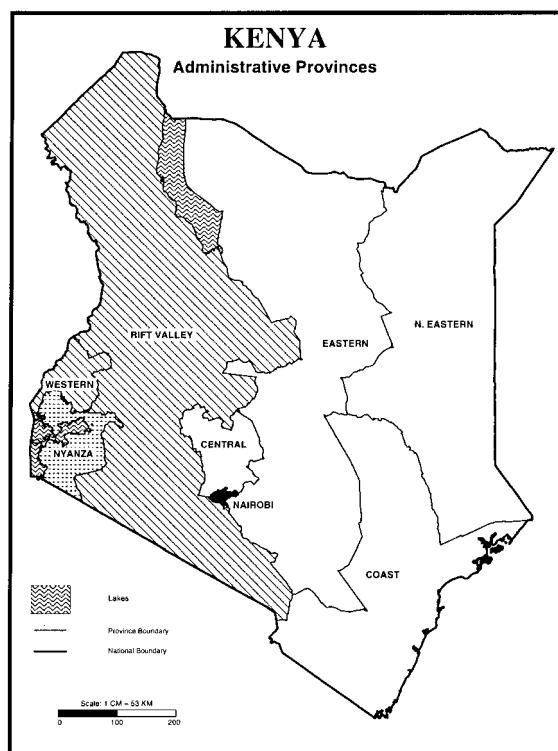 KENYA
Administrative Provinces
RIFT VALLEY
EASTERN
N. EASTERN
WESTERN
NYANZA
CENTRAL
NAIROBI
COAST
Lakes
Province Boundary
National Boundary
Scale: 1 CM = 53 KM
0 100 200